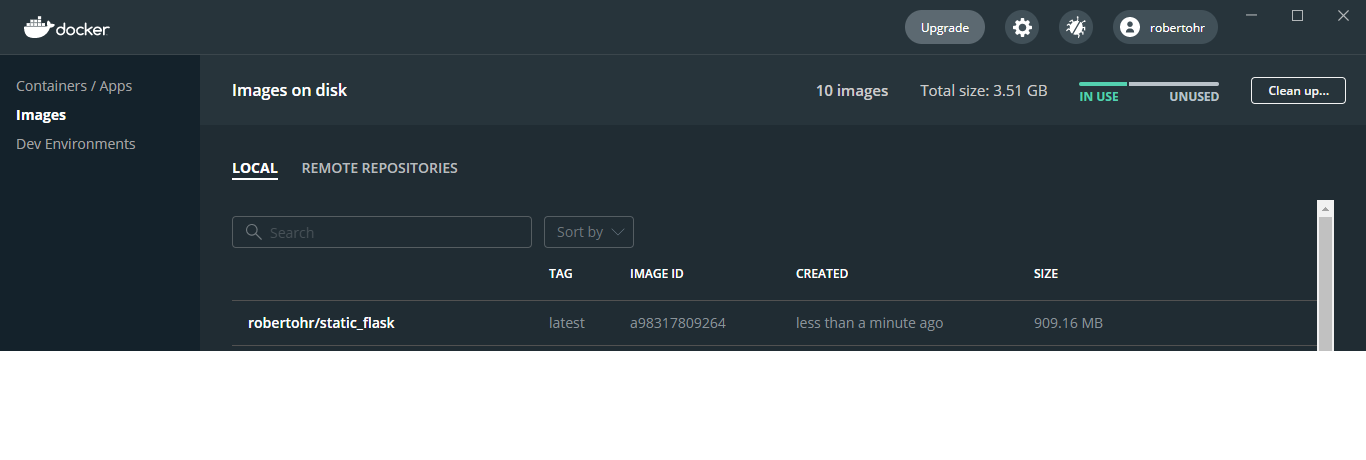 docker
Upgrade
robertohr
Containers / Apps
Images
Dev Environments
Images on disk
10 images
Total size: 3.51 GB
IN USE
UNUSED
Clean up...
LOCAL
REMOTE REPOSITORIES
Search
Sort by
TAG
IMAGE ID
CREATED
SIZE
robertohr/static_flask
latest
a98317809264
less than a minute ago
909.16 MB